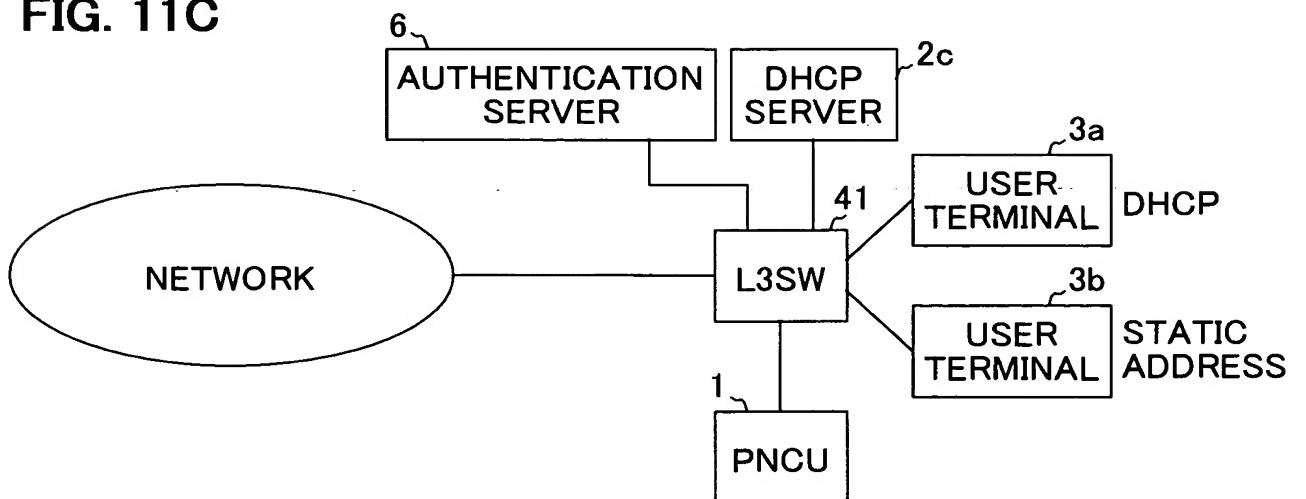 FIG. 11C
6
AUTHENTICATION
SERVER
2c
DHCP
SERVER
3a
USER
TERMINAL
DHCP
41
L3SW
NETWORK
3b
USER
TERMINAL
STATIC
ADDRESS
1
PNCU